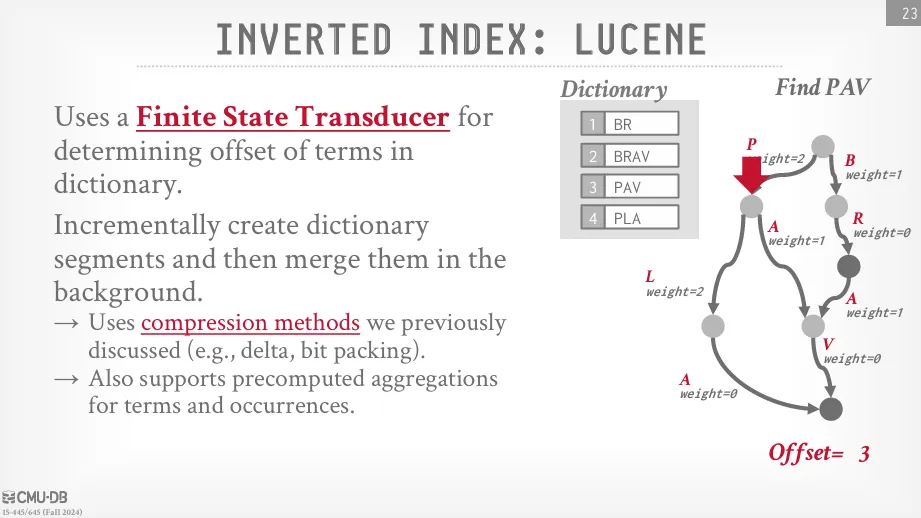 23
INVERTED INDEX: LUCENE
Uses a Finite State Transducer for
determining offset of terms in
dictionary.
Incrementally create dictionary
segments and then merge them in the
background.
→ Uses compression methods we previously
discussed (e.g., delta, bit packing).
→ Also supports precomputed aggregations
for terms and occurrences.
Dictionary
1 BR
2 BRAV
3 PAV
4 PLA
Find PAV
P
weight=2
B
weight=1
R
weight=0
A
weight=1
L
weight=2
A
weight=1
V
weight=0
A
weight=0
Offset= 3
CMU·DB
15-445/645 (Fall 2024)